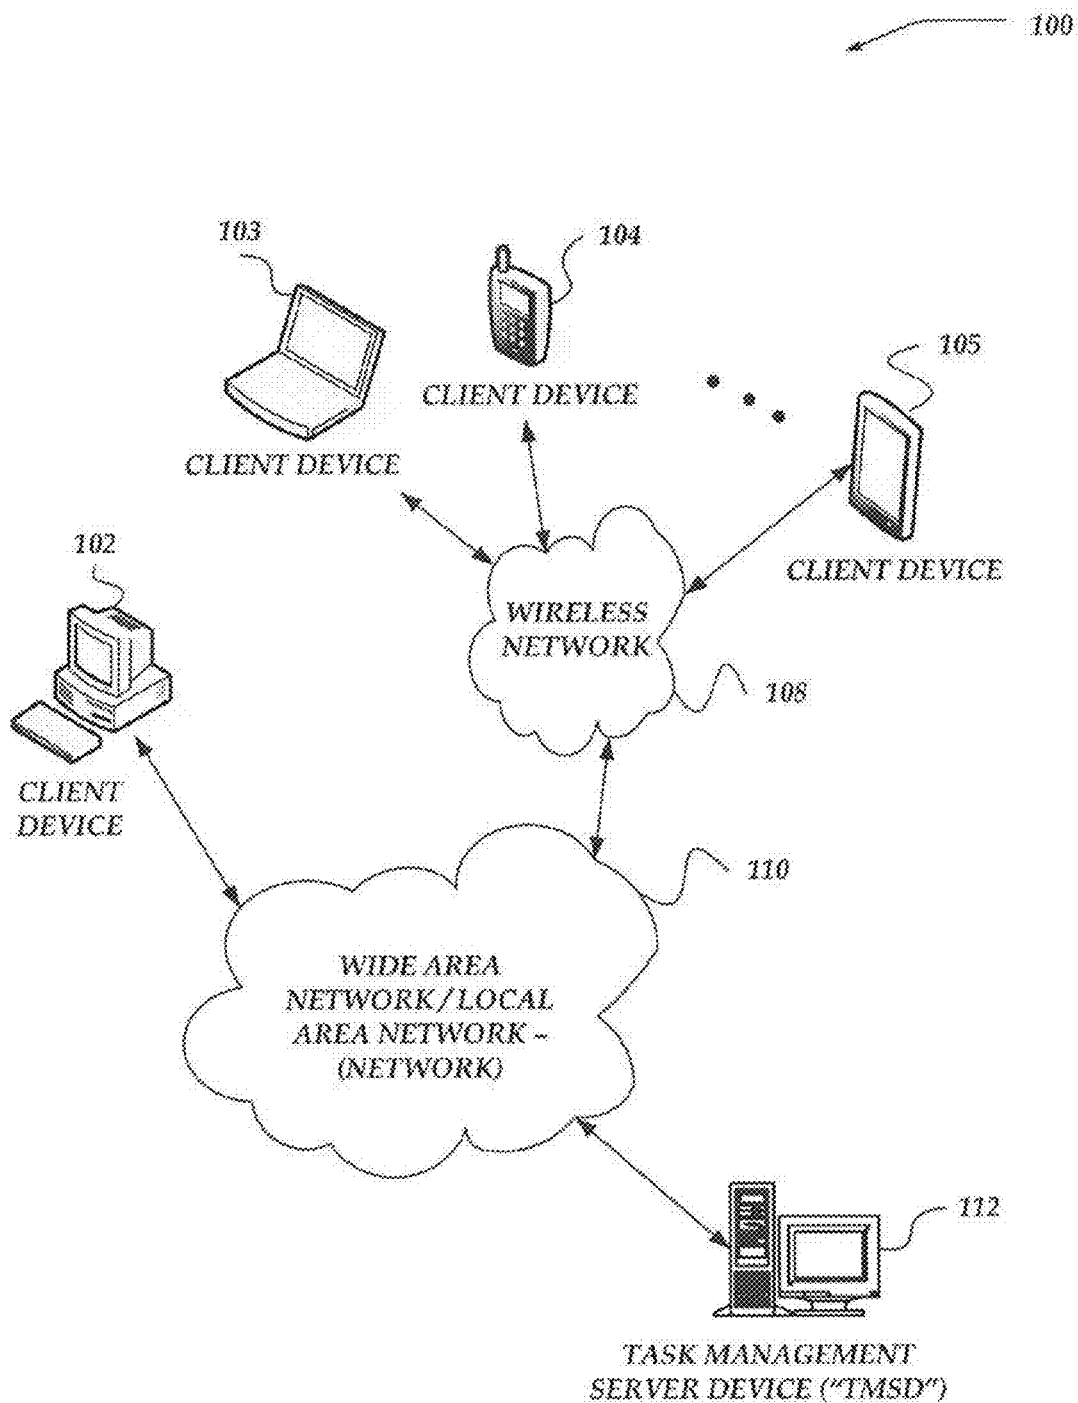 100
103
104
CLIENT DEVICE
105
CLIENT DEVICE
102
CLIENT DEVICE
WIRELESS
NETWORK
108
CLIENT
DEVICE
110
WIDE AREA
NETWORK/LOCAL
AREA NETWORK –
(NETWORK)
112
TASK MANAGEMENT
SERVER DEVICE ("TMSD")